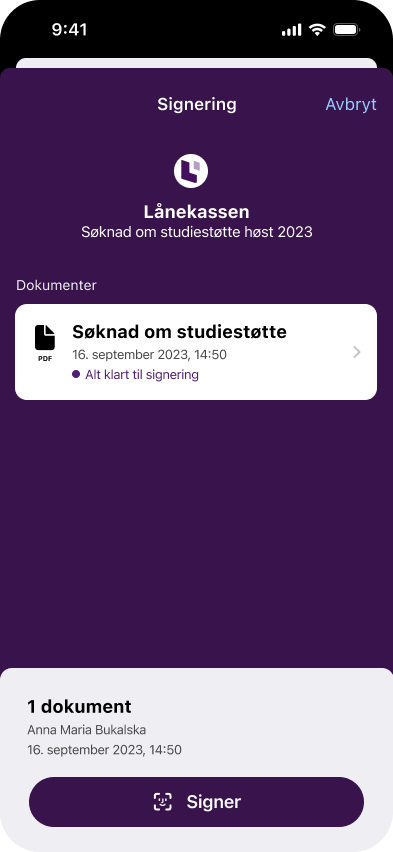 9:41
Signering
Avbryt
Lånekassen
Søknad om studiestøtte høst 2023
Dokumenter
Søknad om studiestøtte
PDF
16. september 2023, 14:50
Alt klart til signering
1 dokument
Anna Maria Bukalska
16. september 2023, 14:50
Signer